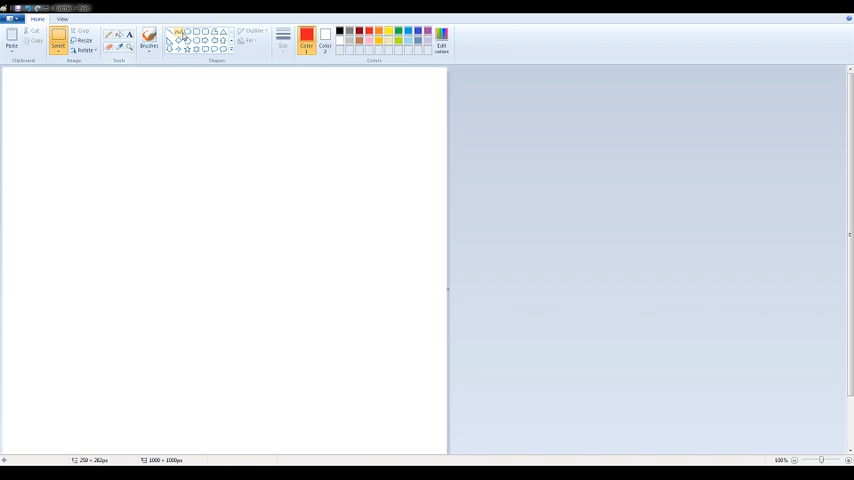 Home View
Cut
Copy
Paste
Clipboard
Select
Crop
Resize
Rotate
Image
A
Tools
Brushes
Shapes
Outline
Fill
Size
Color 1
Color 2
Edit colors
Colors
259 × 282px
1000 × 1000px
100%